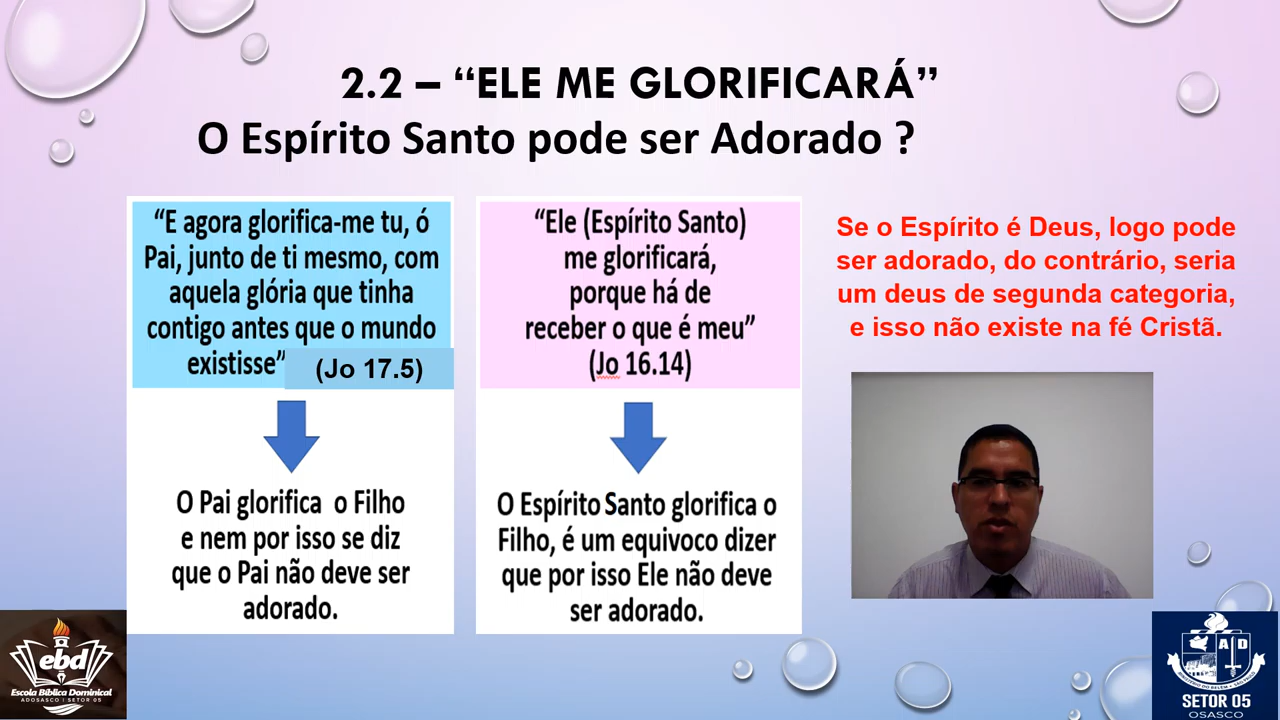 2.2 – “ELE ME GLORIFICARÁ”
O Espírito Santo pode ser Adorado ?
“E agora glorifica-me tu, ó
Pai, junto de ti mesmo, com
aquela glória que tinha
contigo antes que o mundo
existisse”
(Jo 17.5)
O Pai glorifica o Filho
e nem por isso se diz
que o Pai não deve ser
adorado.
“Ele (Espírito Santo)
me glorificará,
porque há de
receber o que é meu”
(Jo 16.14)
O Espírito Santo glorifica o
Filho, é um equivoco dizer
que por isso Ele não deve
ser adorado.
Se o Espírito é Deus, logo pode
ser adorado, do contrário, seria
um deus de segunda categoria,
e isso não existe na fé Cristã.
ebd
Escola Bíblica Dominical
ADOSASCO | SETOR 05
A D
SETOR 05
OSASCO